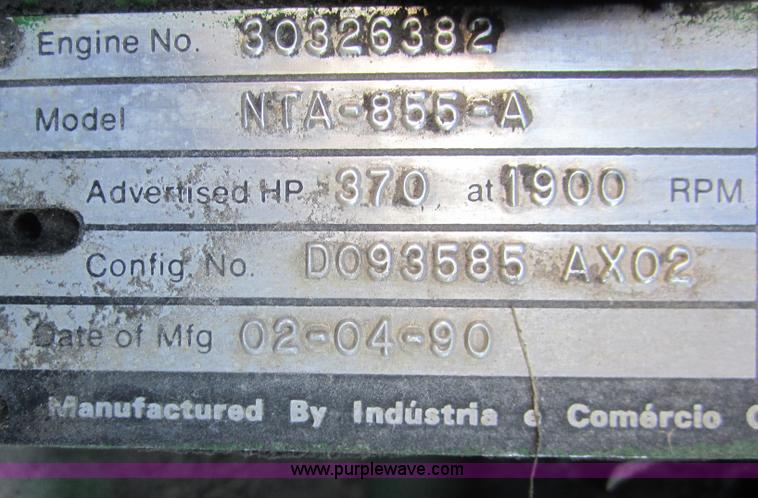 Engine No. 30326382
Model NTA-855-A
Advertised HP 370 at 1900 RPM
Config. No. D093585 AX02
Date of Mfg 02-04-90
Manufactured By Indústria e Comércio
www.purplewave.com